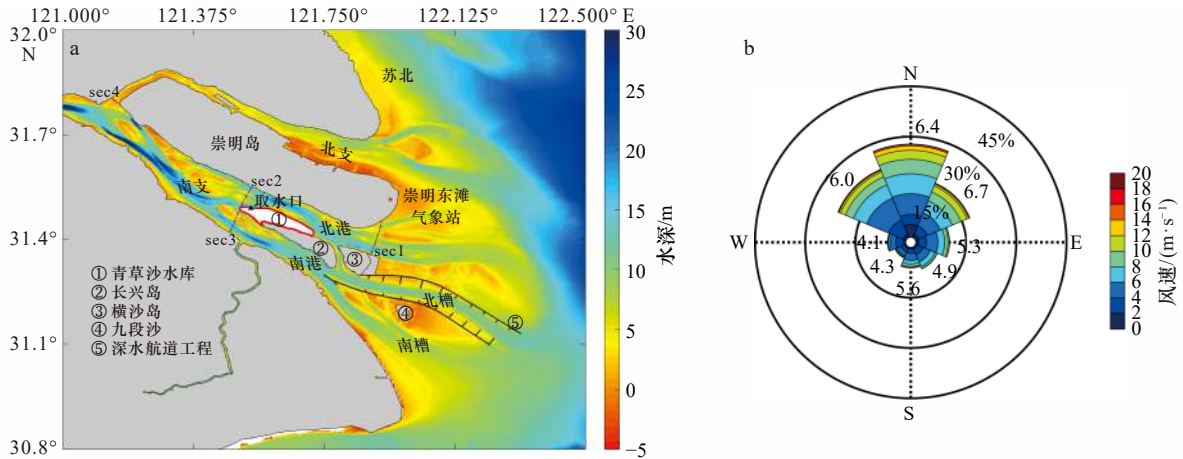 121.000° 121.375° 121.750° 122.125° 122.500° E
32.0°
N
31.7°
31.4°
31.1°
30.8°
a
sec4
苏北
崇明岛
北支
南支
sec2
取水口
①
崇明东滩
气象站
北港
sec3
②
③
sec1
南港
北槽
④
⑤
南槽
① 青草沙水库
② 长兴岛
③ 横沙岛
④ 九段沙
⑤ 深水航道工程
30
25
20
15
10
5
0
−5
水深/m
b
N
6.4
45%
30%
6.0
6.7
15%
W
4.1
5.3
E
4.3
4.9
5.6
S
20
18
16
14
12
10
8
6
4
2
0
风速/(m·s⁻¹)